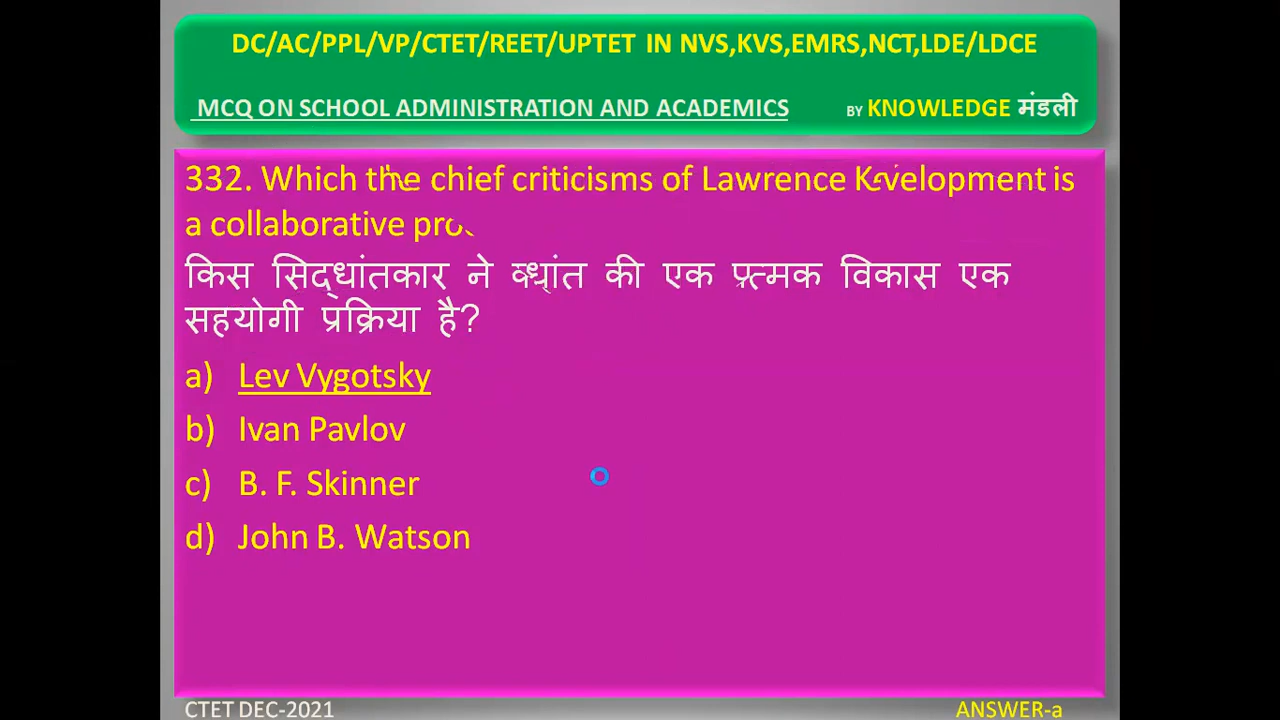 DC/AC/PPL/VP/CTET/REET/UPTET IN NVS,KVS,EMRS,NCT,LDE/LDCE
MCQ ON SCHOOL ADMINISTRATION AND ACADEMICS BY KNOWLEDGE मंडली
332. Which the chief criticisms of Lawrence is
a collaborative
किस सिद्धांतकार ने की एक विकास एक
सहयोगी प्रक्रिया है?
a) Lev Vygotsky
b) Ivan Pavlov
c) B. F. Skinner
d) John B. Watson
CTET DEC-2021 ANSWER-a